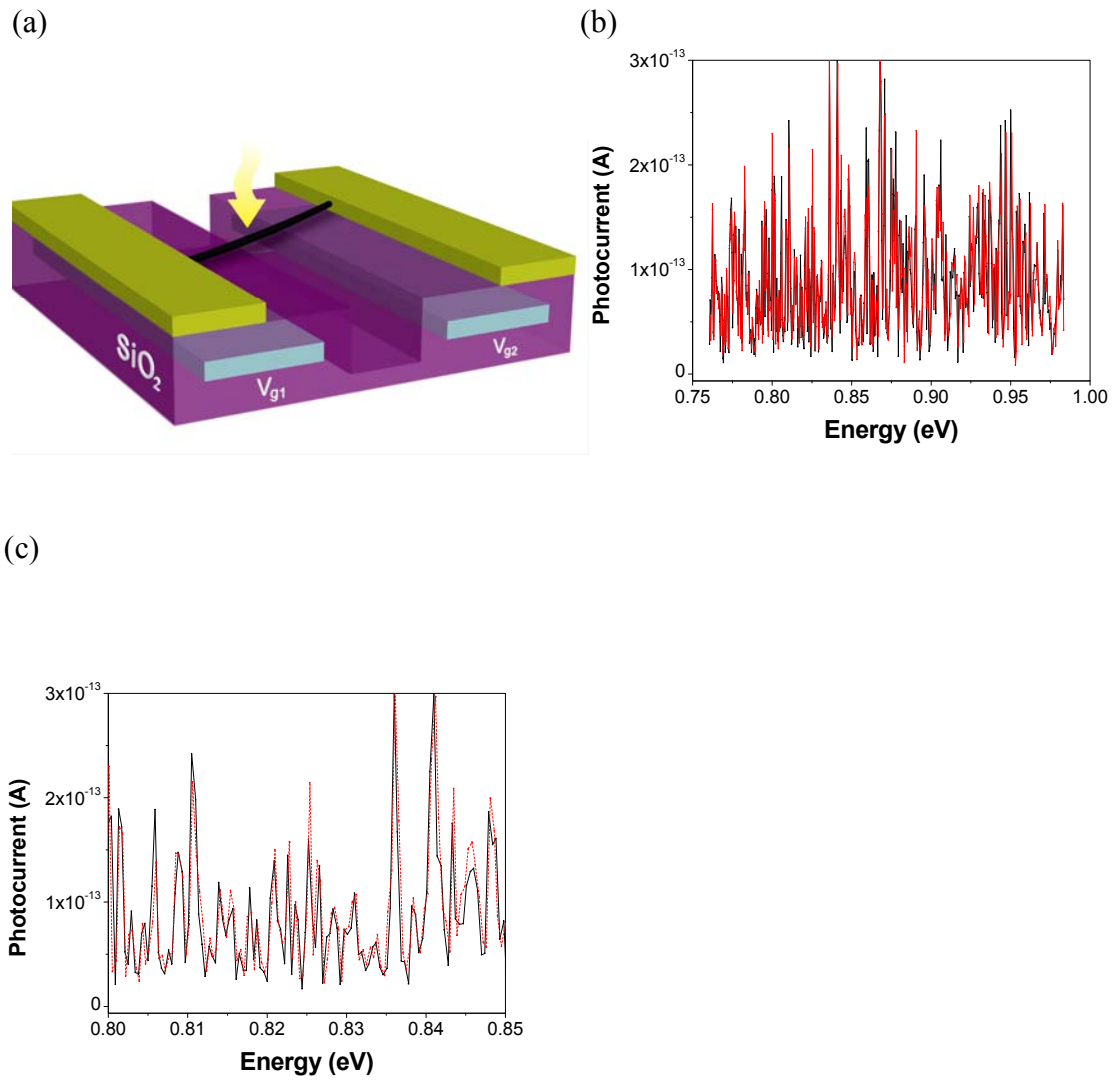 (a)
SiO2
Vg1
Vg2
(b)
3x10-13
2x10-13
1x10-13
0
Photocurrent (A)
0.75 0.80 0.85 0.90 0.95 1.00
Energy (eV)
(c)
3x10-13
2x10-13
1x10-13
0
Photocurrent (A)
0.80 0.81 0.82 0.83 0.84 0.85
Energy (eV)